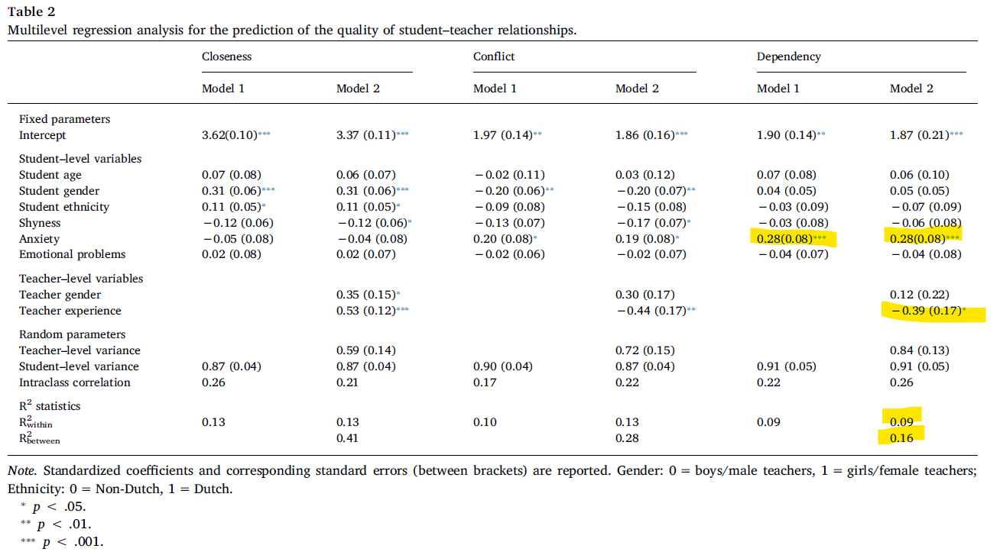 Table 2
Multilevel regression analysis for the prediction of the quality of student–teacher relationships.
Closeness Conflict Dependency
Model 1 Model 2 Model 1 Model 2 Model 1 Model 2
Fixed parameters
Intercept 3.62(0.10)*** 3.37 (0.11)*** 1.97 (0.14)** 1.86 (0.16)*** 1.90 (0.14)** 1.87 (0.21)***
Student–level variables
Student age 0.07 (0.08) 0.06 (0.07) −0.02 (0.11) 0.03 (0.12) 0.07 (0.08) 0.06 (0.10)
Student gender 0.31 (0.06)*** 0.31 (0.06)*** −0.20 (0.06)** −0.20 (0.07)** 0.04 (0.05) 0.05 (0.05)
Student ethnicity 0.11 (0.05)* 0.11 (0.05)* −0.09 (0.08) −0.15 (0.08) −0.03 (0.09) −0.07 (0.09)
Shyness −0.12 (0.06) −0.12 (0.06)* −0.13 (0.07) −0.17 (0.07)* −0.03 (0.08) −0.06 (0.08)
Anxiety −0.05 (0.08) −0.04 (0.08) 0.20 (0.08)* 0.19 (0.08)* 0.28(0.08)*** 0.28(0.08)***
Emotional problems 0.02 (0.08) 0.02 (0.07) −0.02 (0.06) −0.02 (0.07) −0.04 (0.07) −0.04 (0.08)
Teacher–level variables
Teacher gender 0.35 (0.15)* 0.30 (0.17) 0.12 (0.22)
Teacher experience 0.53 (0.12)*** −0.44 (0.17)** −0.39 (0.17)*
Random parameters
Teacher–level variance 0.59 (0.14) 0.72 (0.15) 0.84 (0.13)
Student–level variance 0.87 (0.04) 0.87 (0.04) 0.90 (0.04) 0.87 (0.04) 0.91 (0.05) 0.91 (0.05)
Intraclass correlation 0.26 0.21 0.17 0.22 0.22 0.26
R² statistics
R²within 0.13 0.13 0.10 0.13 0.09 0.09
R²between 0.41 0.28 0.16
Note. Standardized coefficients and corresponding standard errors (between brackets) are reported. Gender: 0 = boys/male teachers, 1 = girls/female teachers;
Ethnicity: 0 = Non-Dutch, 1 = Dutch.
* p < .05.
** p < .01.
*** p < .001.